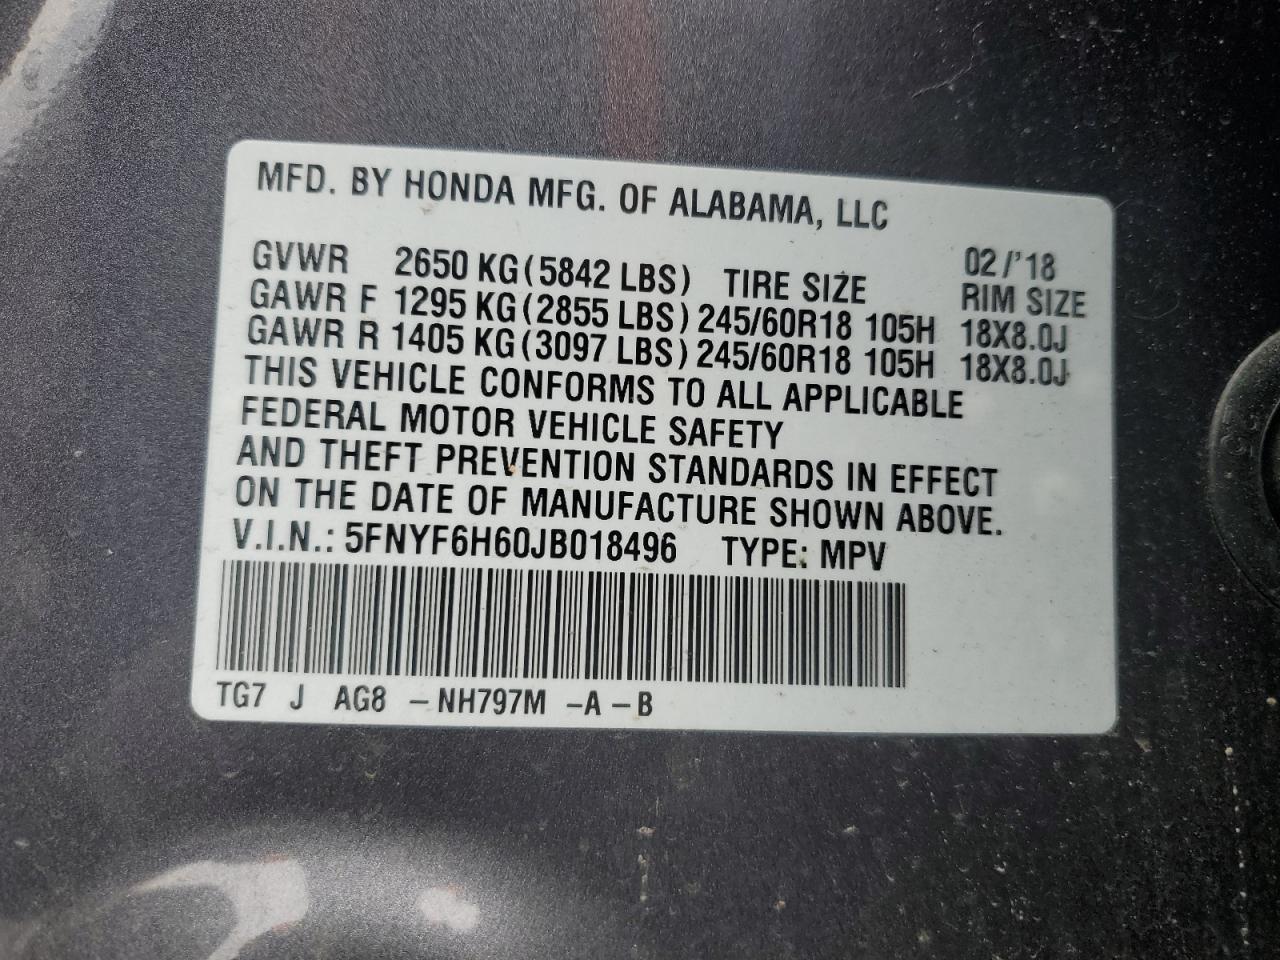 MFD. BY HONDA MFG. OF ALABAMA, LLC
02/'18
GVWR 2650 KG(5842 LBS) TIRE SIZE RIM SIZE
GAWR F 1295 KG(2855 LBS) 245/60R18 105H 18X8.0J
GAWR R 1405 KG(3097 LBS) 245/60R18 105H 18X8.0J
THIS VEHICLE CONFORMS TO ALL APPLICABLE
FEDERAL MOTOR VEHICLE SAFETY
AND THEFT PREVENTION STANDARDS IN EFFECT
ON THE DATE OF MANUFACTURE SHOWN ABOVE.
V.I.N.: 5FNYF6H60JB018496 TYPE: MPV
TG7 J AG8 -NH797M -A -B